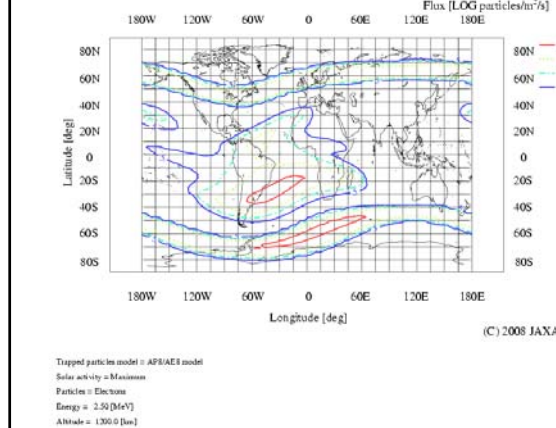 Flux [LOG particles/m²/s]
180W 120W 60W 0 60E 120E 180E
80N 80N
60N 60N
40N 40N
20N 20N
0 0
20S 20S
40S 40S
60S 60S
80S 80S
Latitude [deg]
180W 120W 60W 0 60E 120E 180E
Longitude [deg]
(C) 2008 JAXA
Trapped particles model = AP8/AE8 model
Solar activity = Maximum
Particles = Electrons
Energy = 2.50 [MeV]
Altitude = 1200.0 [km]